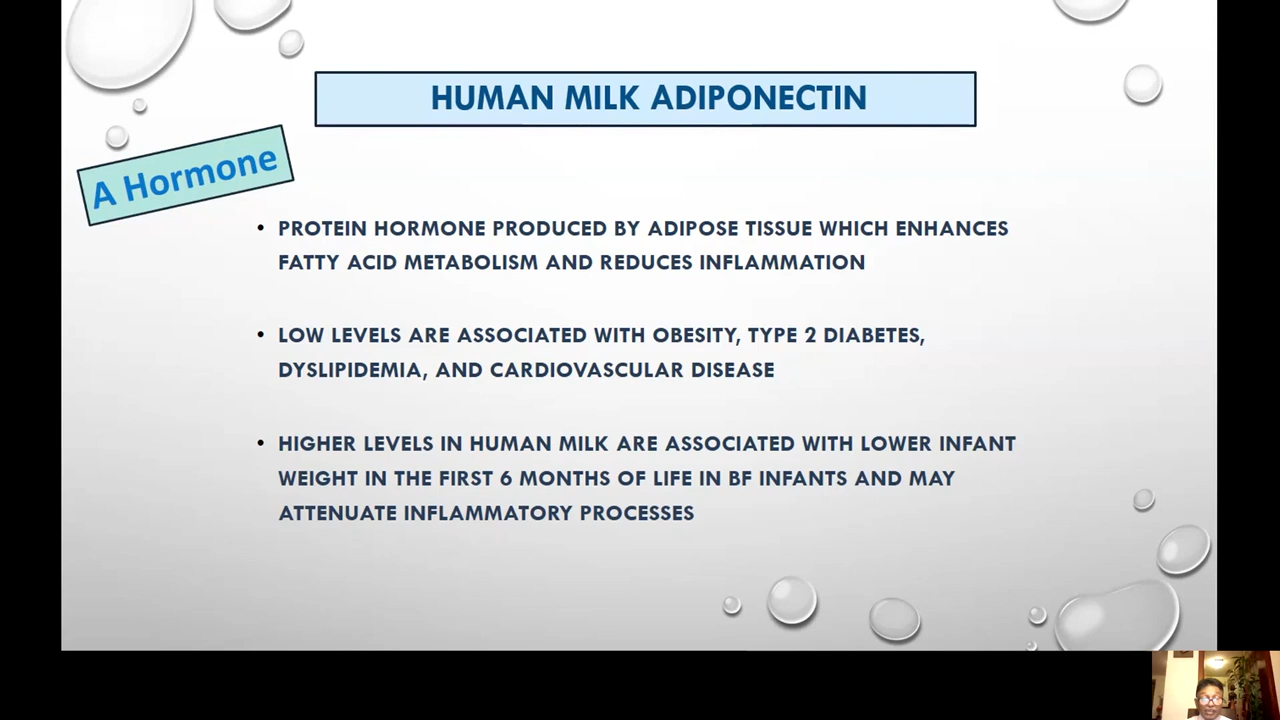 HUMAN MILK ADIPONECTIN
A Hormone
• PROTEIN HORMONE PRODUCED BY ADIPOSE TISSUE WHICH ENHANCES
FATTY ACID METABOLISM AND REDUCES INFLAMMATION
• LOW LEVELS ARE ASSOCIATED WITH OBESITY, TYPE 2 DIABETES,
DYSLIPIDEMIA, AND CARDIOVASCULAR DISEASE
• HIGHER LEVELS IN HUMAN MILK ARE ASSOCIATED WITH LOWER INFANT
WEIGHT IN THE FIRST 6 MONTHS OF LIFE IN BF INFANTS AND MAY
ATTENUATE INFLAMMATORY PROCESSES